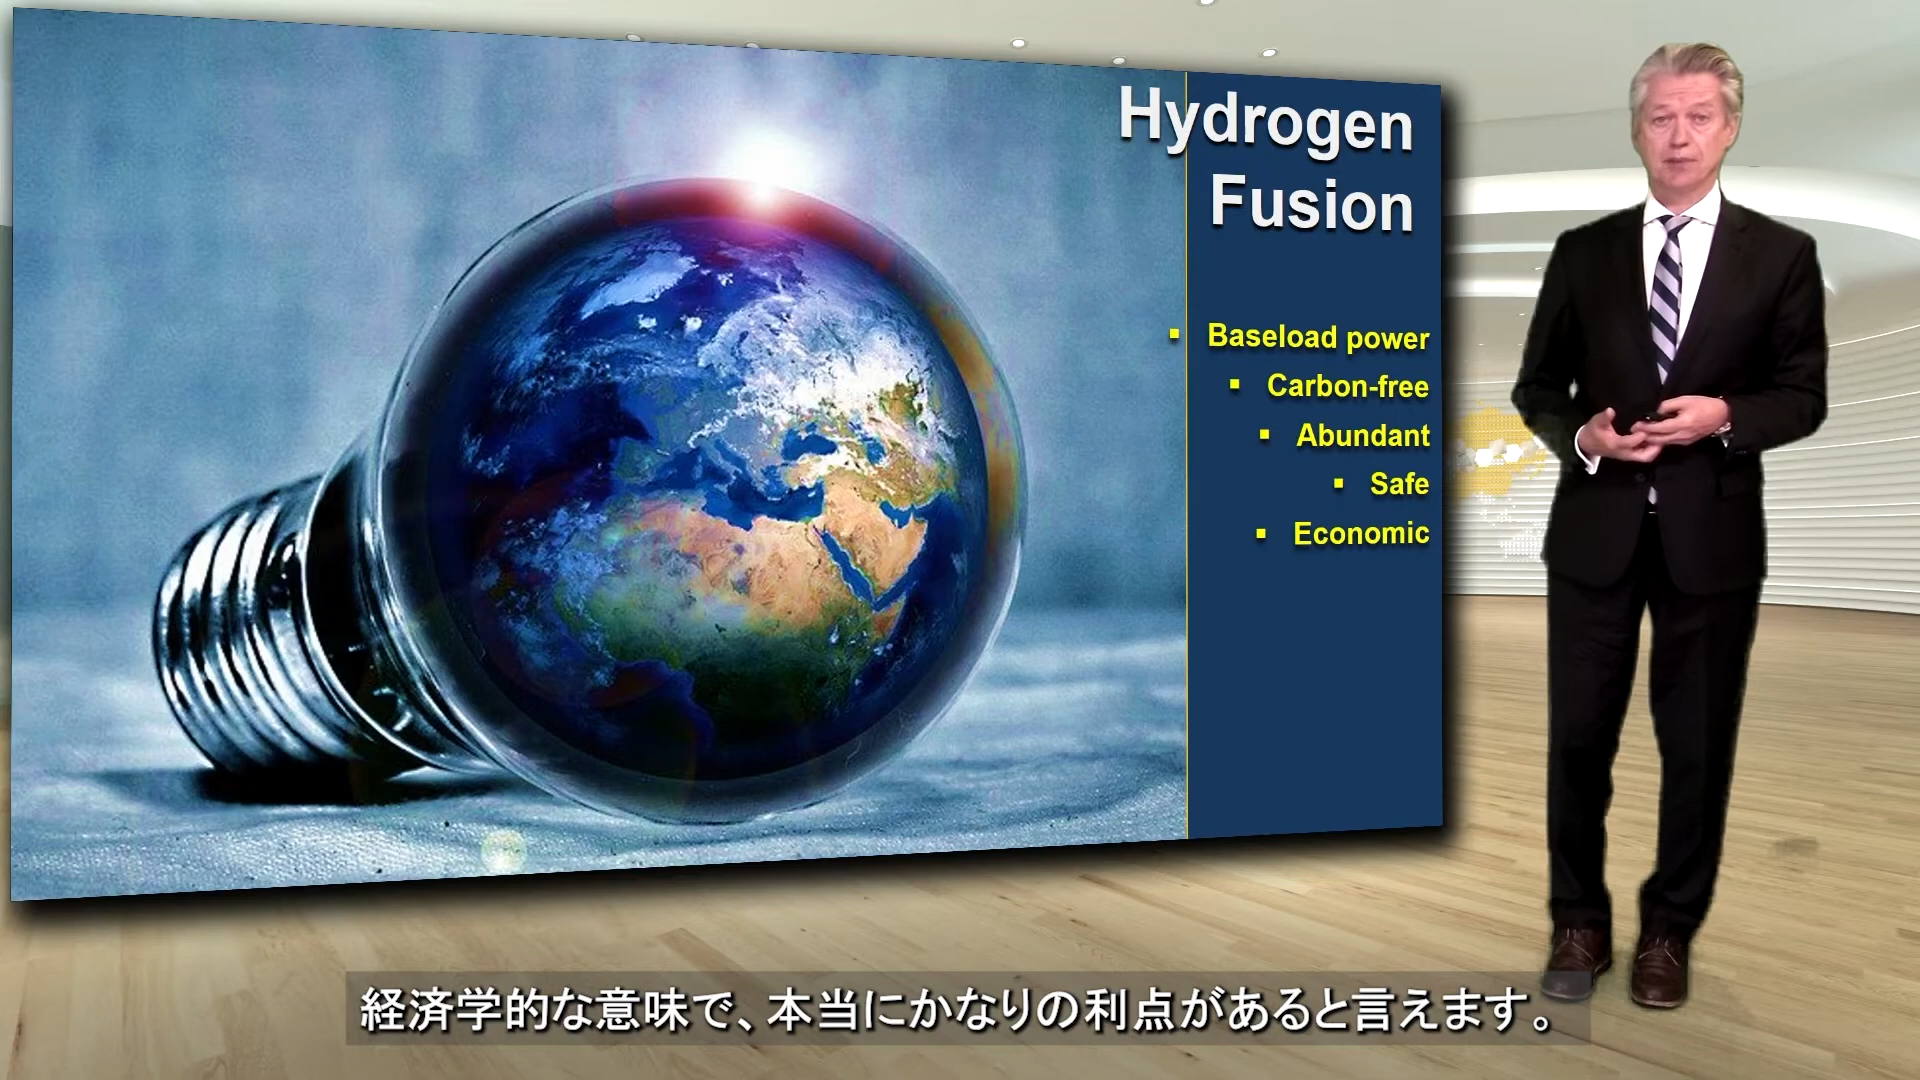 Hydrogen
Fusion
▪ Baseload power
▪ Carbon-free
▪ Abundant
▪ Safe
▪ Economic
経済学的な意味で、本当にかなりの利点があると言えます。